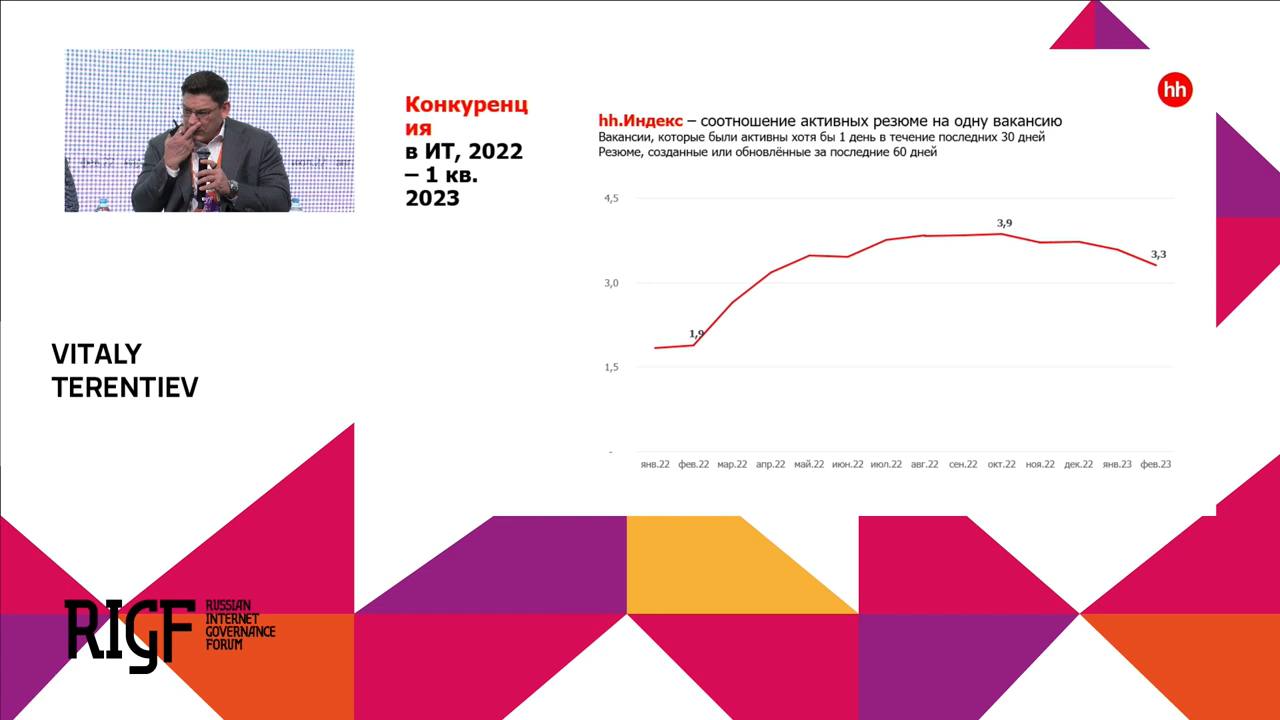 Конкуренц
ия
в ИТ, 2022
– 1 кв.
2023
hh
hh.Индекс – соотношение активных резюме на одну вакансию
Вакансии, которые были активны хотя бы 1 день в течение последних 30 дней
Резюме, созданные или обновлённые за последние 60 дней
4,5
3,0
1,5
-
1,9
3,9
3,3
янв.22 фев.22 мар.22 апр.22 май.22 июн.22 июл.22 авг.22 сен.22 окт.22 ноя.22 дек.22 янв.23 фев.23
VITALY
TERENTIEV
RIGF
RUSSIAN
INTERNET
GOVERNANCE
FORUM